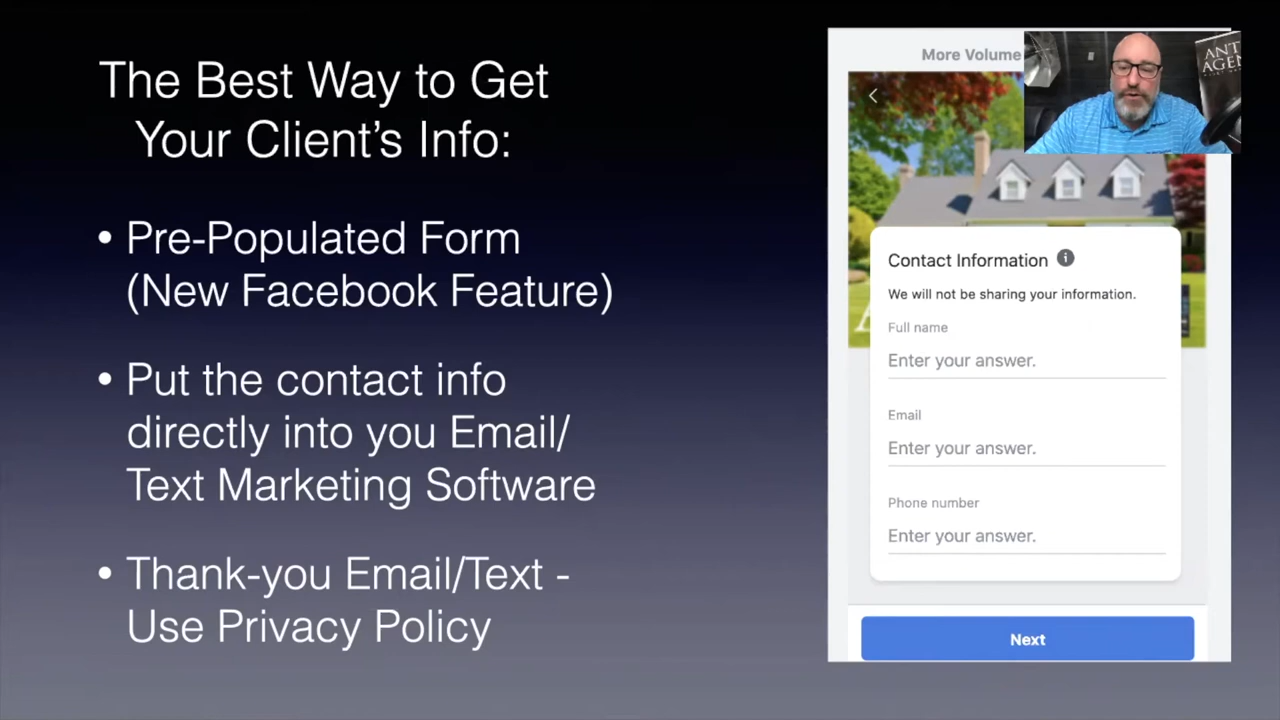 The Best Way to Get
Your Client's Info:
• Pre-Populated Form
(New Facebook Feature)
• Put the contact info
directly into you Email/
Text Marketing Software
• Thank-you Email/Text -
Use Privacy Policy
More Volume
ANT
AGEN
Contact Information
We will not be sharing your information.
Full name
Enter your answer.
Email
Enter your answer.
Phone number
Enter your answer.
Next